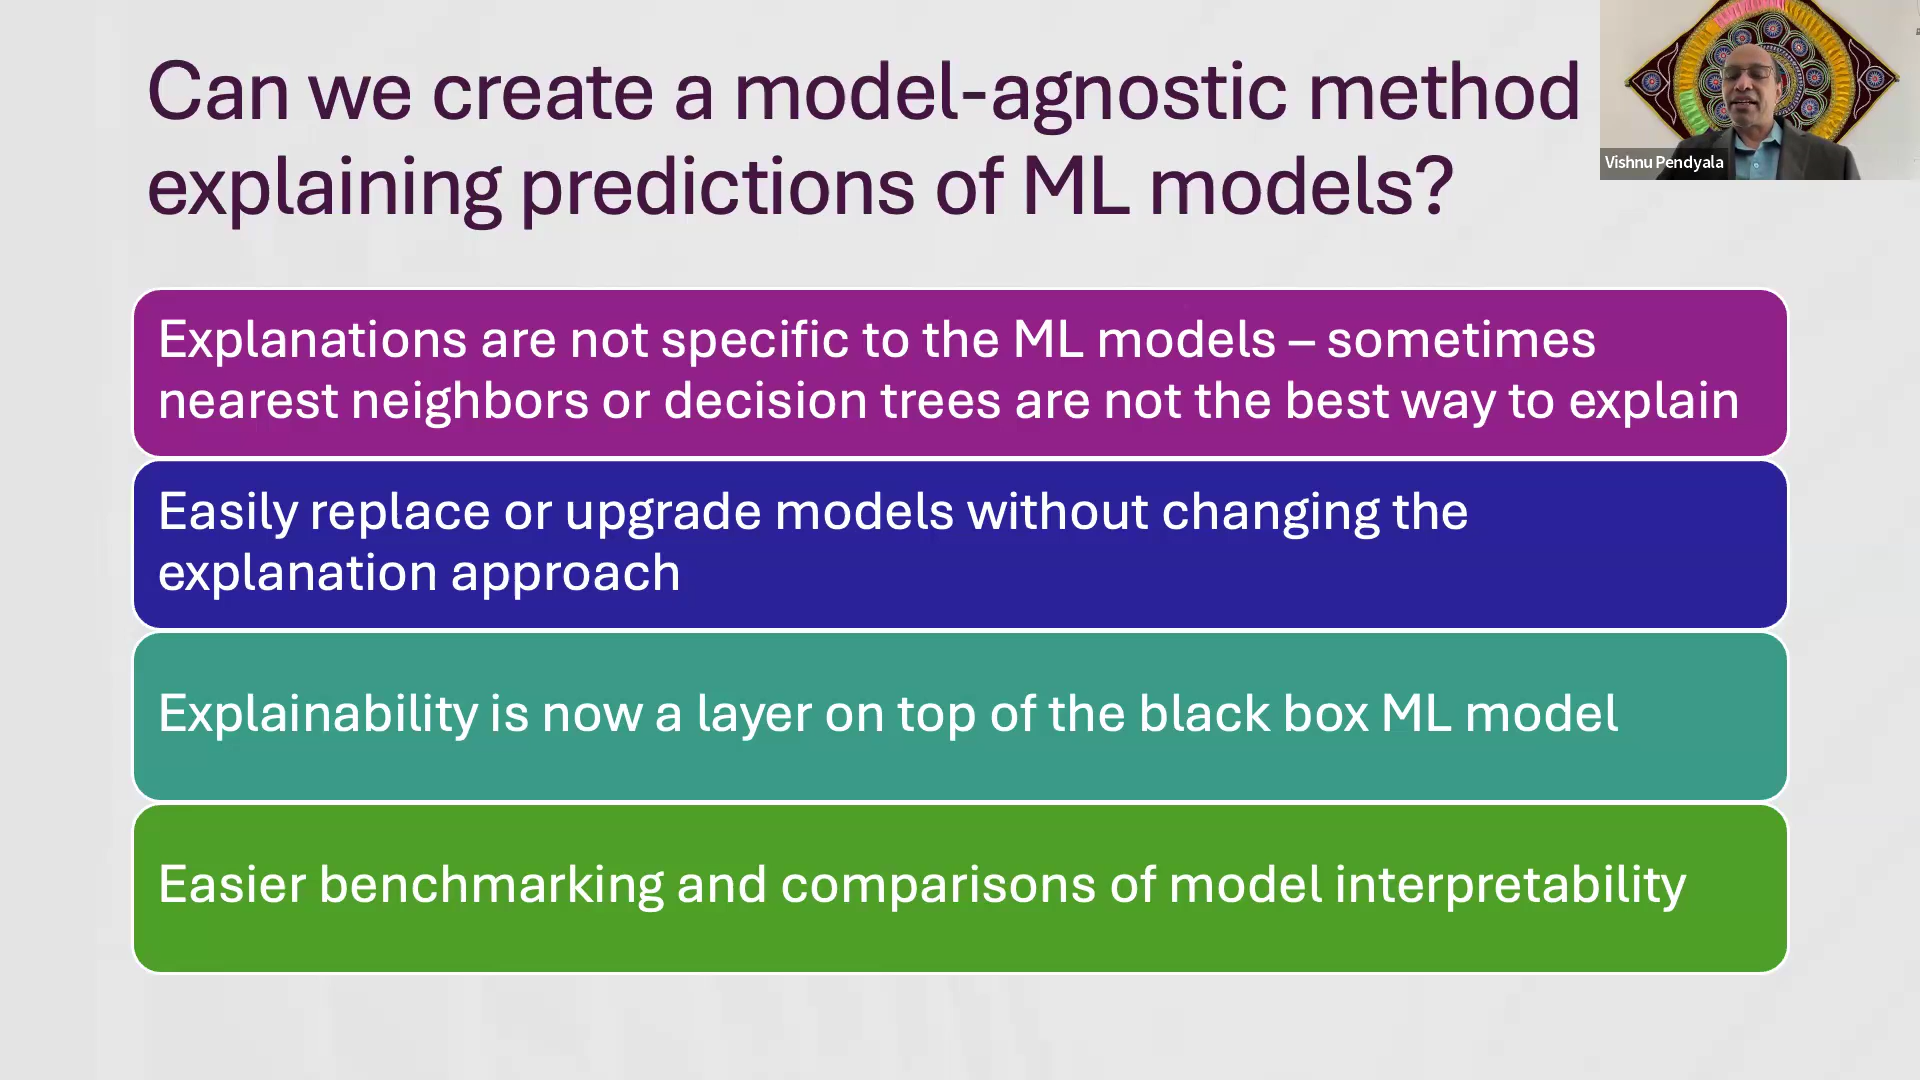 Can we create a model-agnostic method
explaining predictions of ML models?
Vishnu Pendyala
Explanations are not specific to the ML models – sometimes
nearest neighbors or decision trees are not the best way to explain
Easily replace or upgrade models without changing the
explanation approach
Explainability is now a layer on top of the black box ML model
Easier benchmarking and comparisons of model interpretability